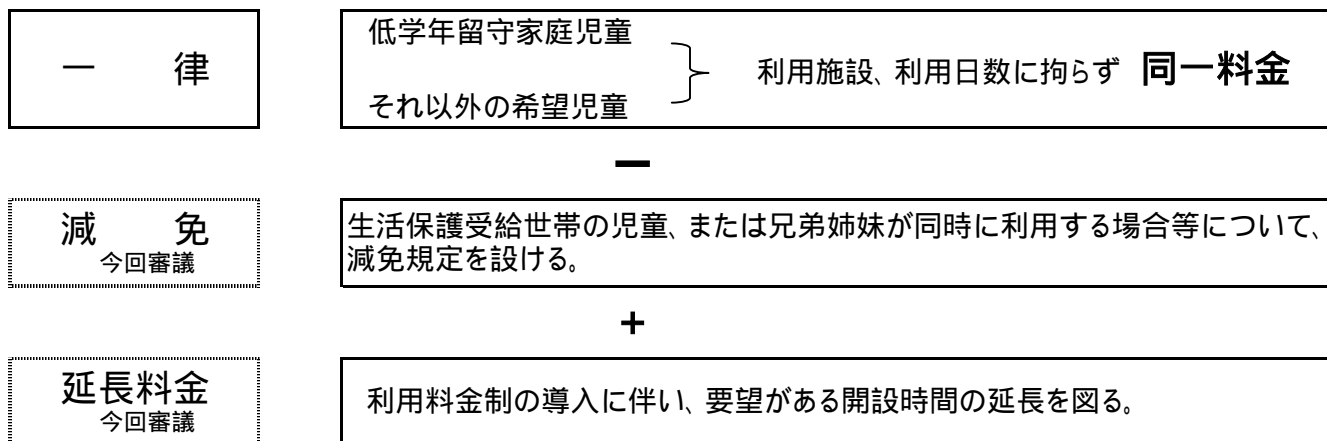 一　律
低学年留守家庭児童
それ以外の希望児童
利用施設、利用日数に拘らず 同一料金
−
減　免
今回審議
生活保護受給世帯の児童、または兄弟姉妹が同時に利用する場合等について、
減免規定を設ける。
+
延長料金
今回審議
利用料金制の導入に伴い、要望がある開設時間の延長を図る。